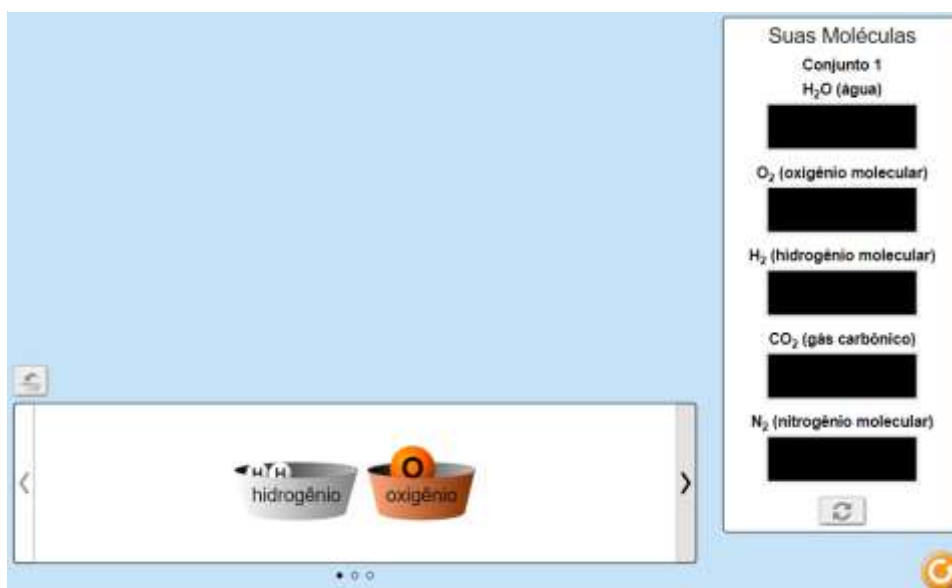 Suas Moléculas
Conjunto 1
H₂O (água)
O₂ (oxigênio molecular)
H₂ (hidrogênio molecular)
CO₂ (gás carbônico)
N₂ (nitrogênio molecular)
H H
hidrogênio
O
oxigênio